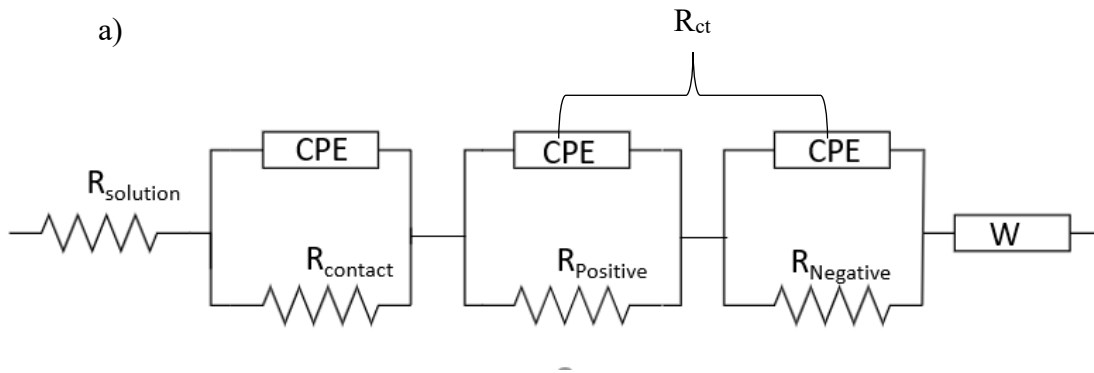 a)
Rct
CPE
CPE
CPE
Rsolution
Rcontact
RPositive
RNegative
W